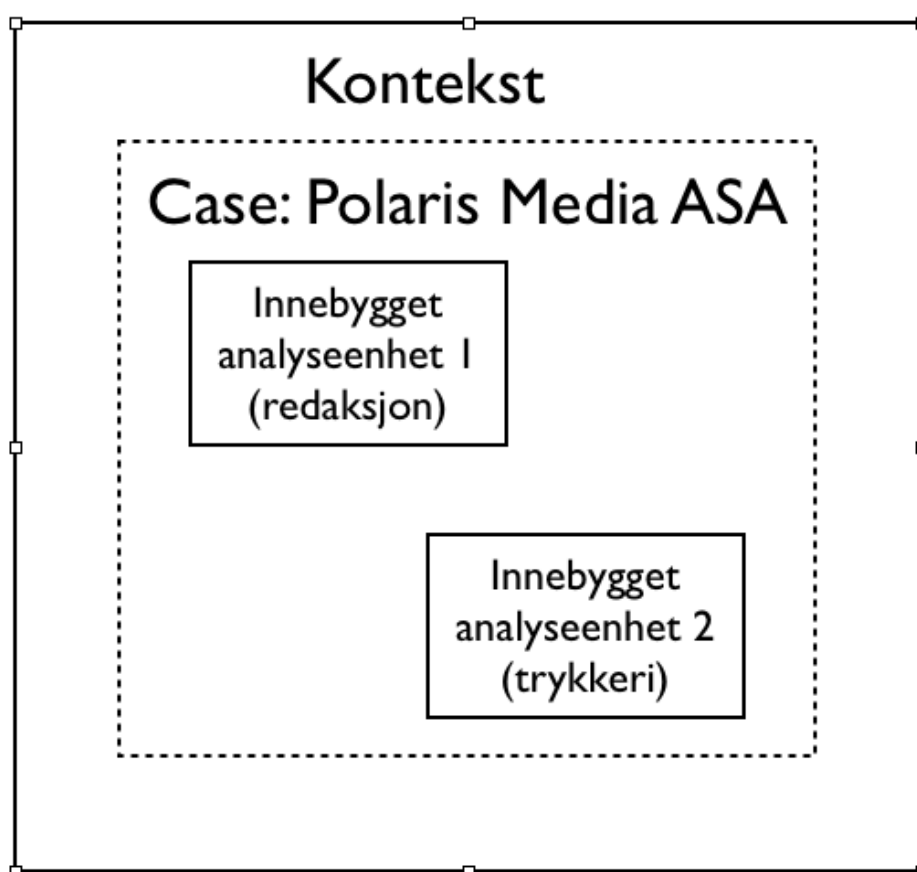 Kontekst
Case: Polaris Media ASA
Innebygget
analyseenhet 1
(redaksjon)
Innebygget
analyseenhet 2
(trykkeri)